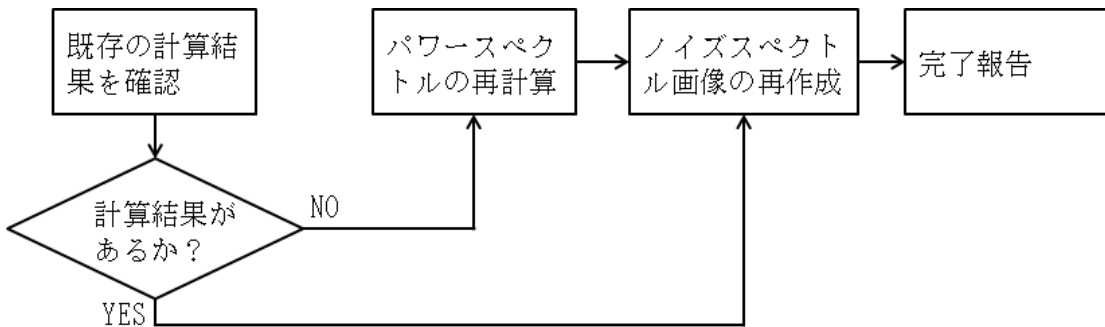 既存の計算結
果を確認
計算結果が
あるか？
NO
YES
パワースペク
トルの再計算
ノイズスペクト
ル画像の再作成
完了報告